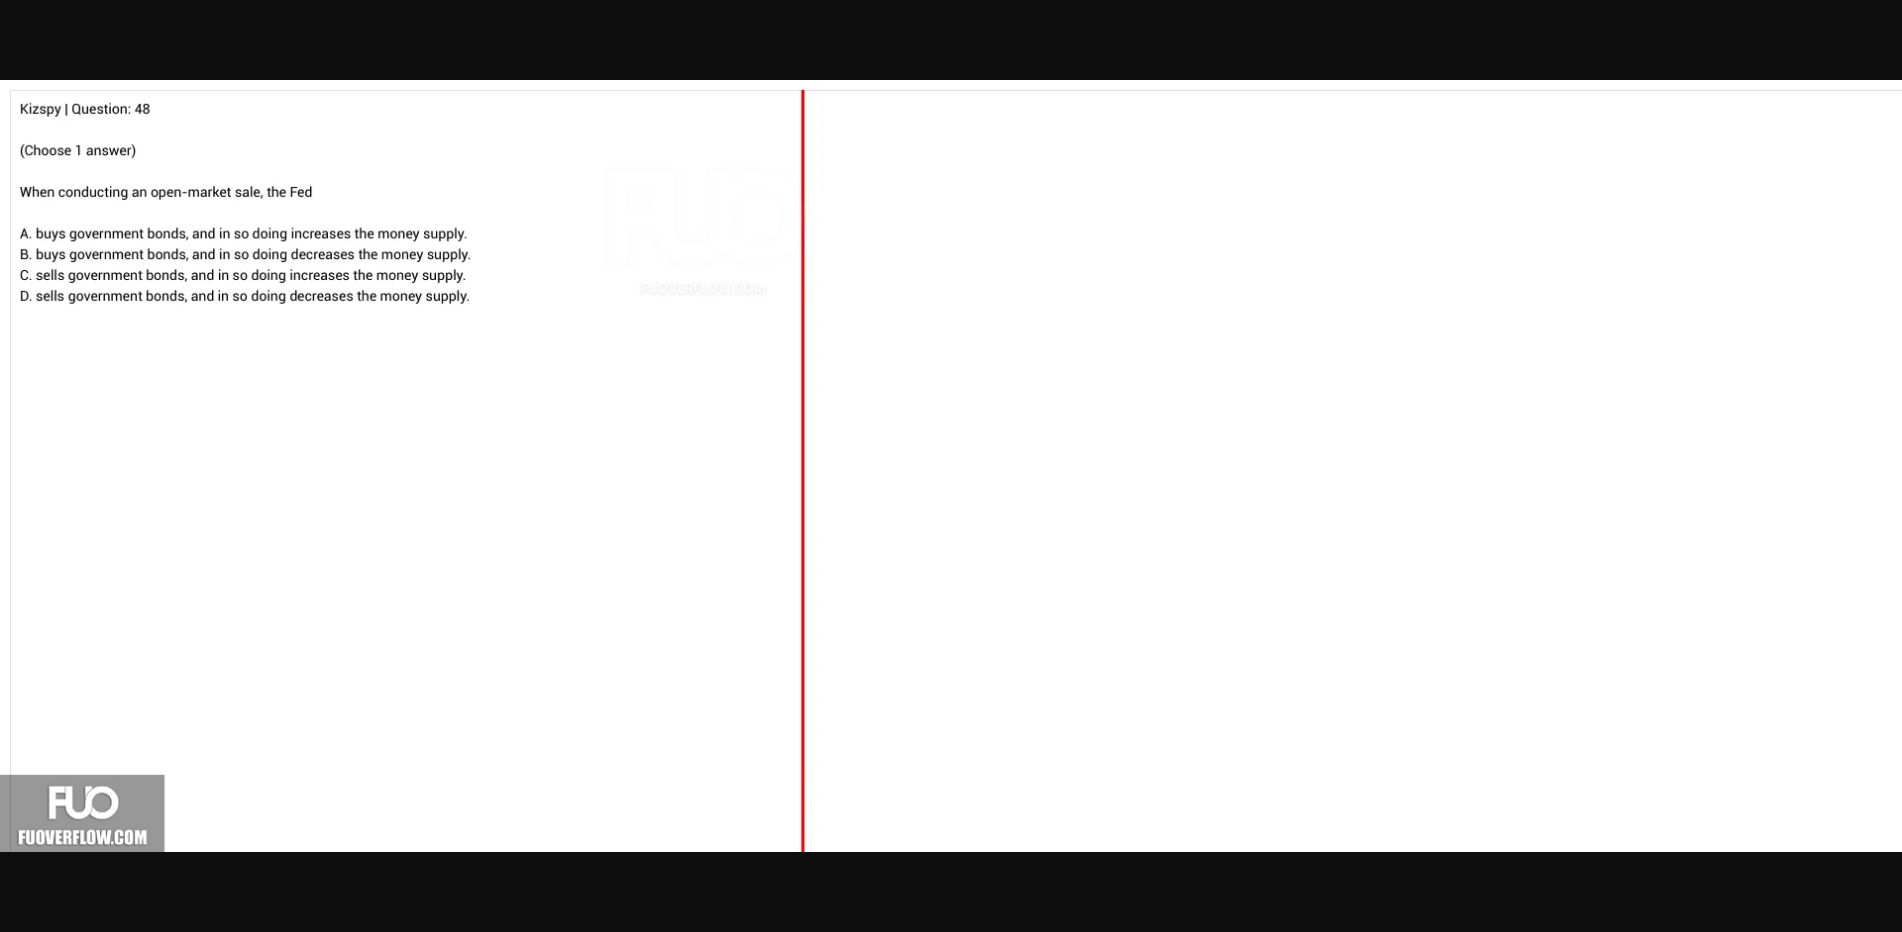 Kizspy | Question: 48
(Choose 1 answer)
When conducting an open-market sale, the Fed
A. buys government bonds, and in so doing increases the money supply.
B. buys government bonds, and in so doing decreases the money supply.
C. sells government bonds, and in so doing increases the money supply.
D. sells government bonds, and in so doing decreases the money supply.
FUO
FUOVERFLOW.COM
FUO
FUOVERFLOW.COM